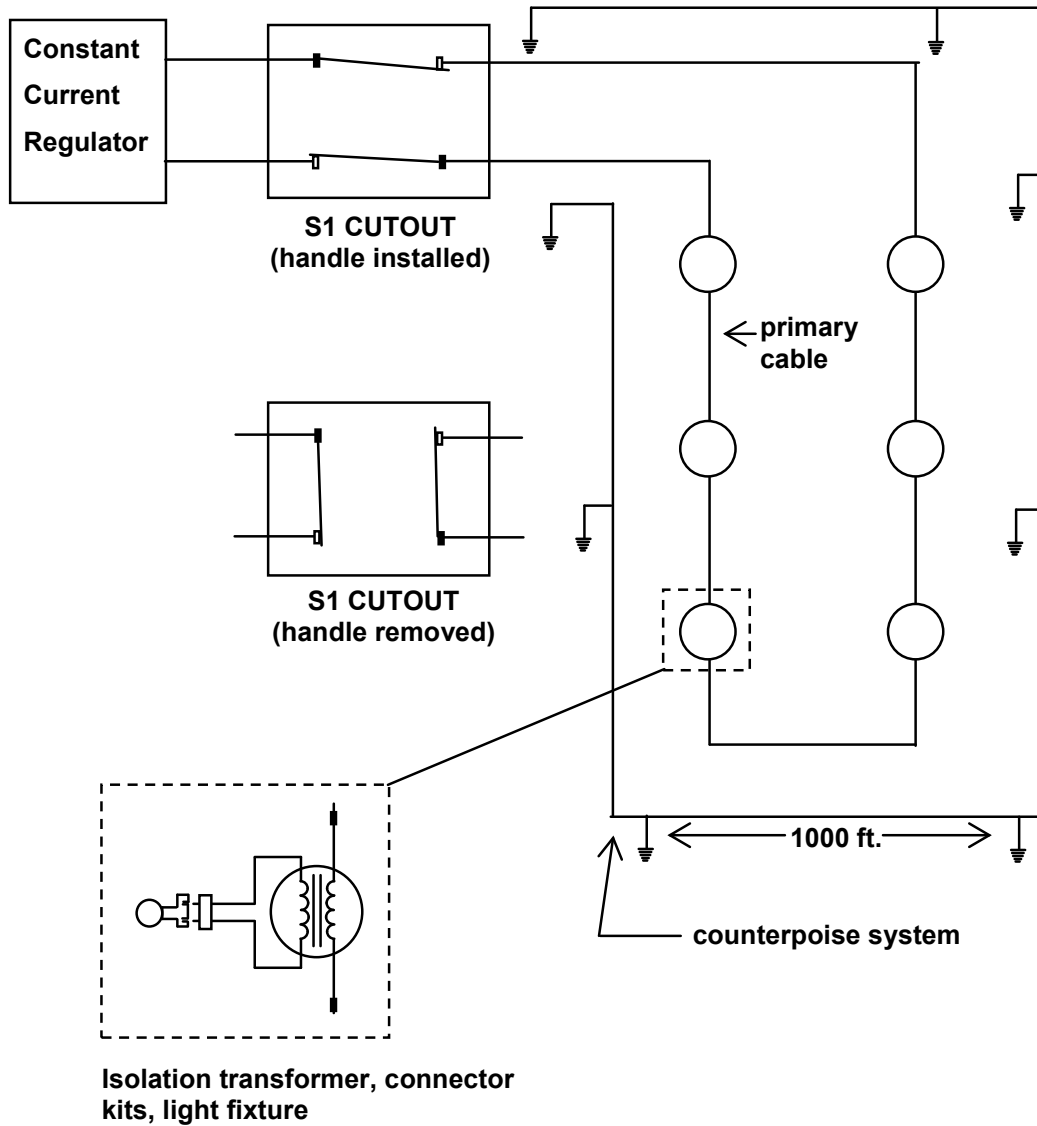 Constant
Current
Regulator
S1 CUTOUT
(handle installed)
primary
cable
S1 CUTOUT
(handle removed)
1000 ft.
counterpoise system
Isolation transformer, connector
kits, light fixture